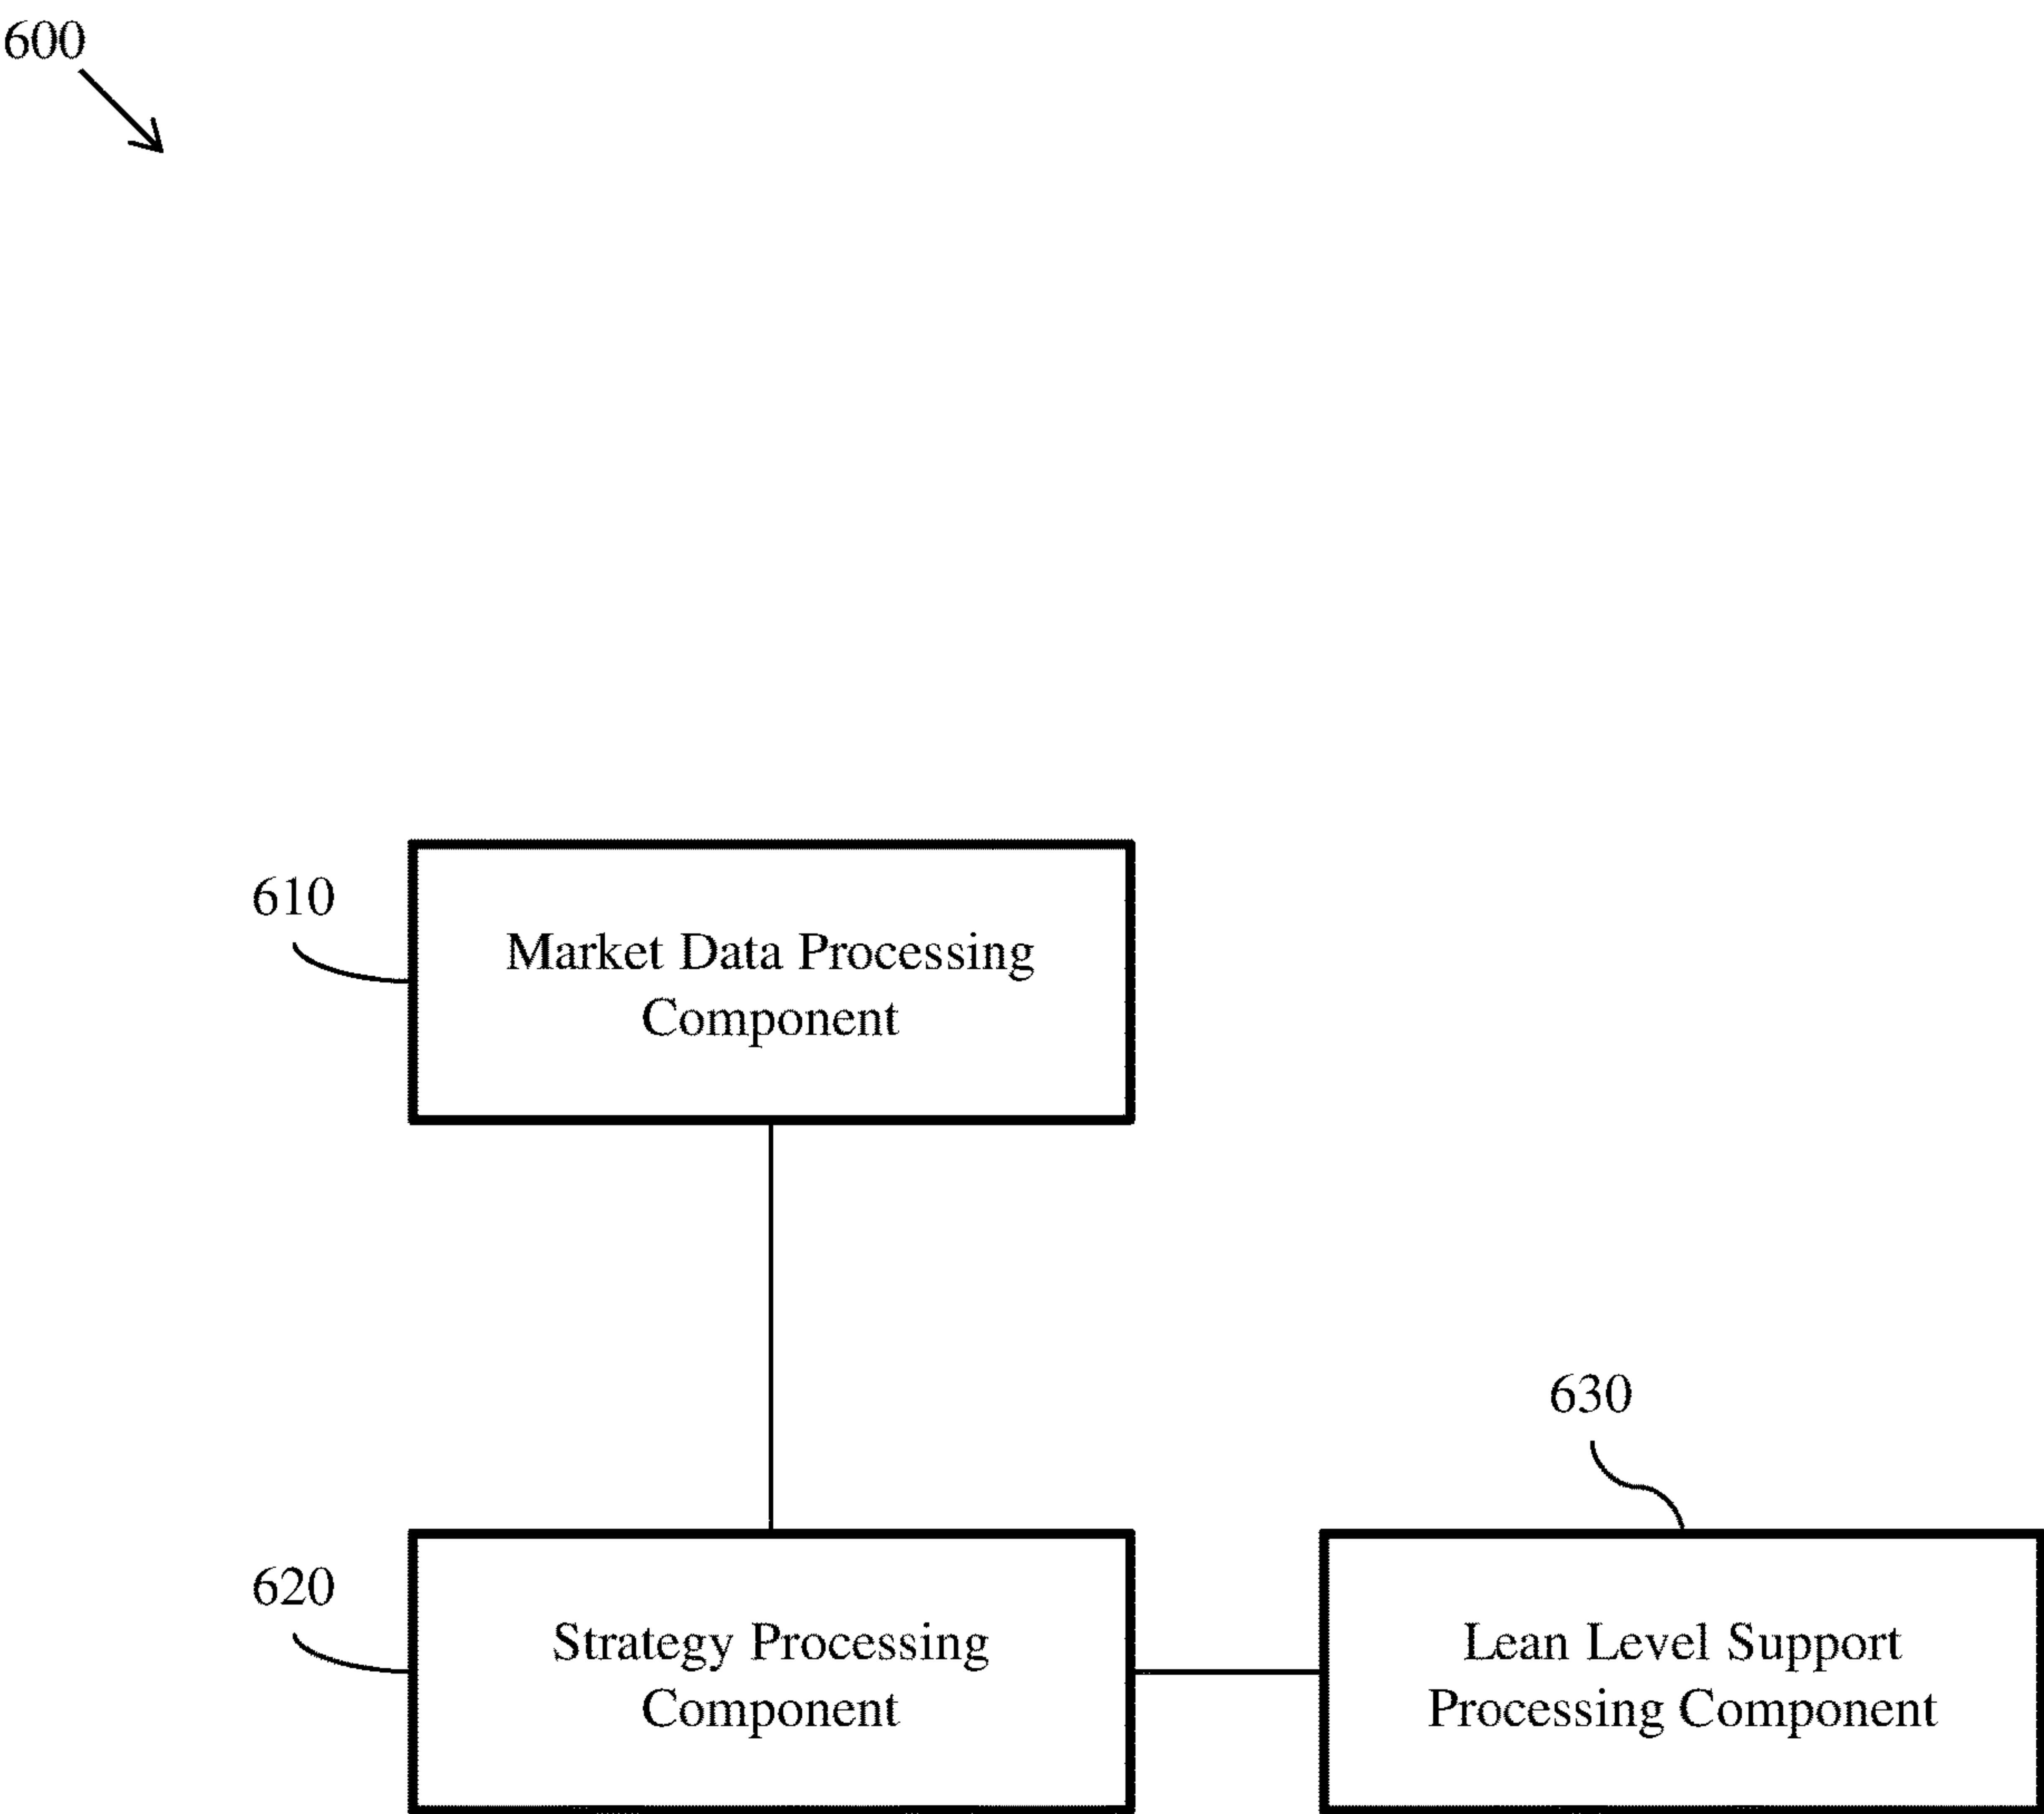 600
610
Market Data Processing
Component
630
620
Strategy Processing
Component
Lean Level Support
Processing Component